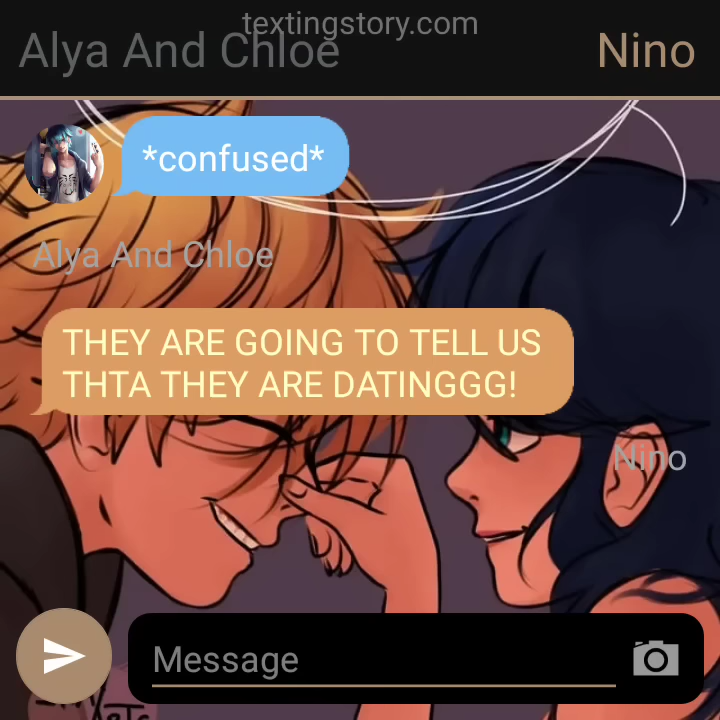 textingstory.com
Alya And Chloe
Nino
*confused*
Alya And Chloe
THEY ARE GOING TO TELL US
THTA THEY ARE DATINGGG!
Nino
Message